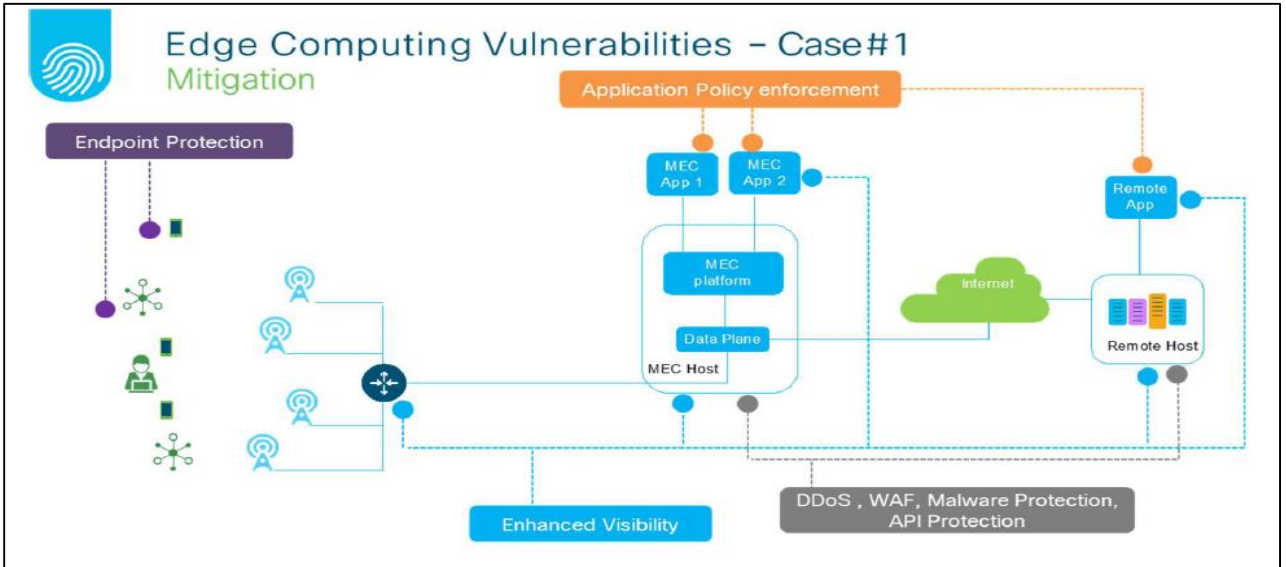 Edge Computing Vulnerabilities – Case#1
Mitigation
Application Policy enforcement
Endpoint Protection
MEC
App 1
MEC
App 2
Remote
App
MEC
platform
Internet
Data Plane
MEC Host
Remote Host
DDoS , WAF, Malware Protection,
API Protection
Enhanced Visibility